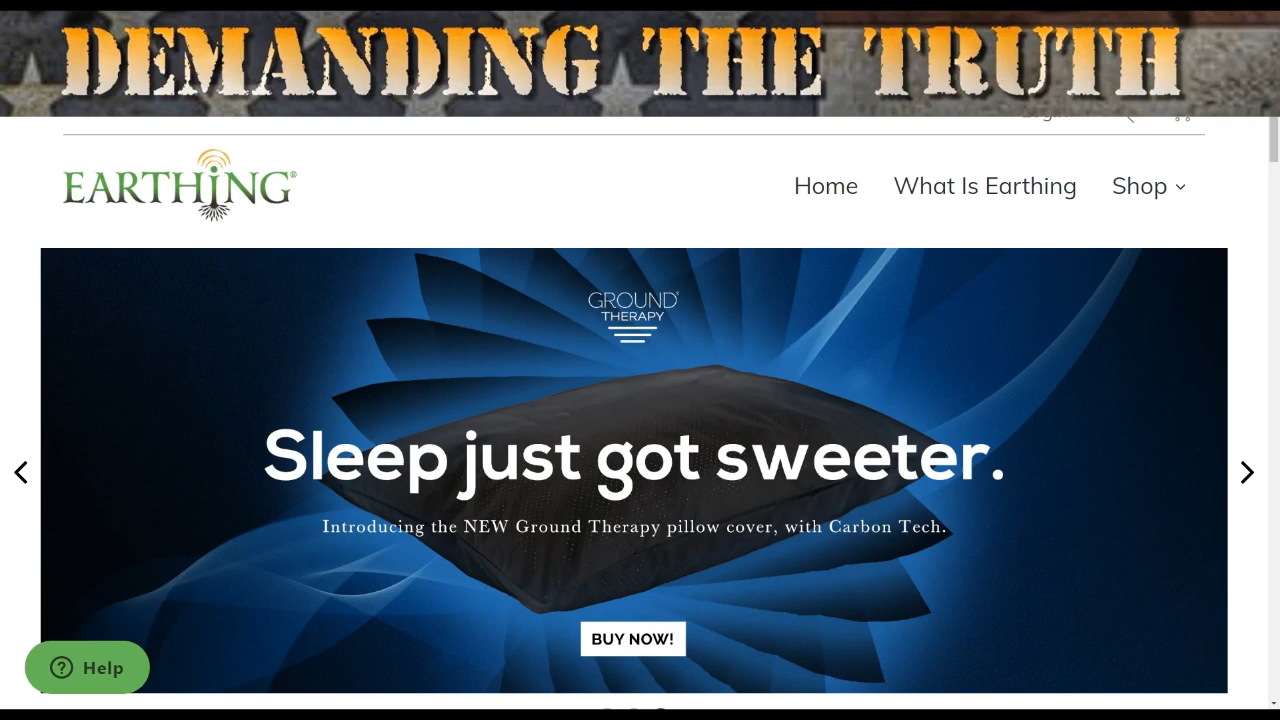 DEMANDING THE TRUTH
EARTHING®
Home What Is Earthing Shop
GROUND®
THERAPY
Sleep just got sweeter.
Introducing the NEW Ground Therapy pillow cover, with Carbon Tech.
BUY NOW!
Help